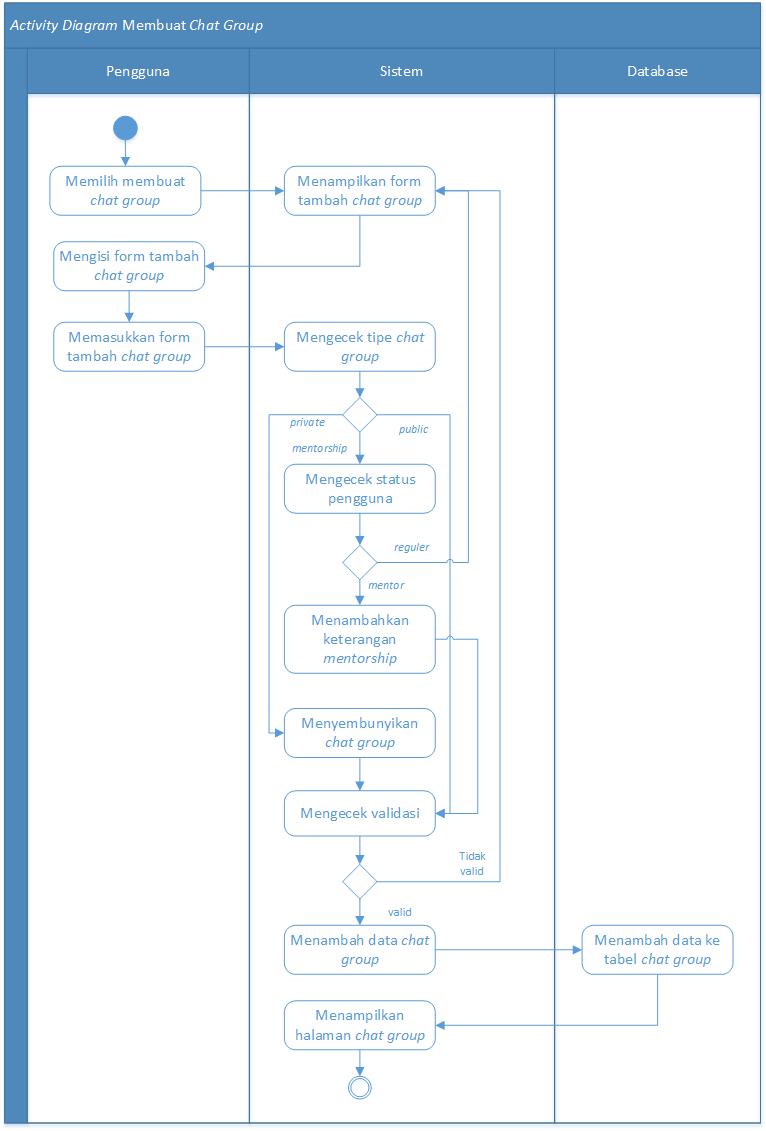 Activity Diagram Membuat Chat Group
Pengguna
Sistem
Database
Memilih membuat
chat group
Menampilkan form
tambah chat group
Mengisi form tambah
chat group
Memasukkan form
tambah chat group
Mengecek tipe chat
group
private
public
mentorship
Mengecek status
pengguna
reguler
mentor
Menambahkan
keterangan
mentorship
Menyembunyikan
chat group
Mengecek validasi
Tidak
valid
valid
Menambah data chat
group
Menambah data ke
tabel chat group
Menampilkan
halaman chat group